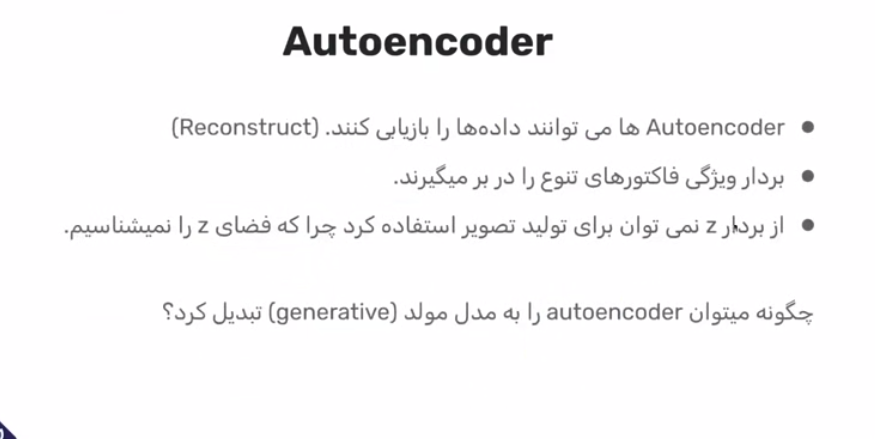 Autoencoder
Autoencoder ها می توانند داده‌ها را بازیابی کنند. (Reconstruct)
بردار ویژگی فاکتورهای تنوع را در بر میگیرند.
از بردار z نمی توان برای تولید تصویر استفاده کرد چرا که فضای z را نمیشناسیم.
چگونه میتوان autoencoder را به مدل مولد (generative) تبدیل کرد؟